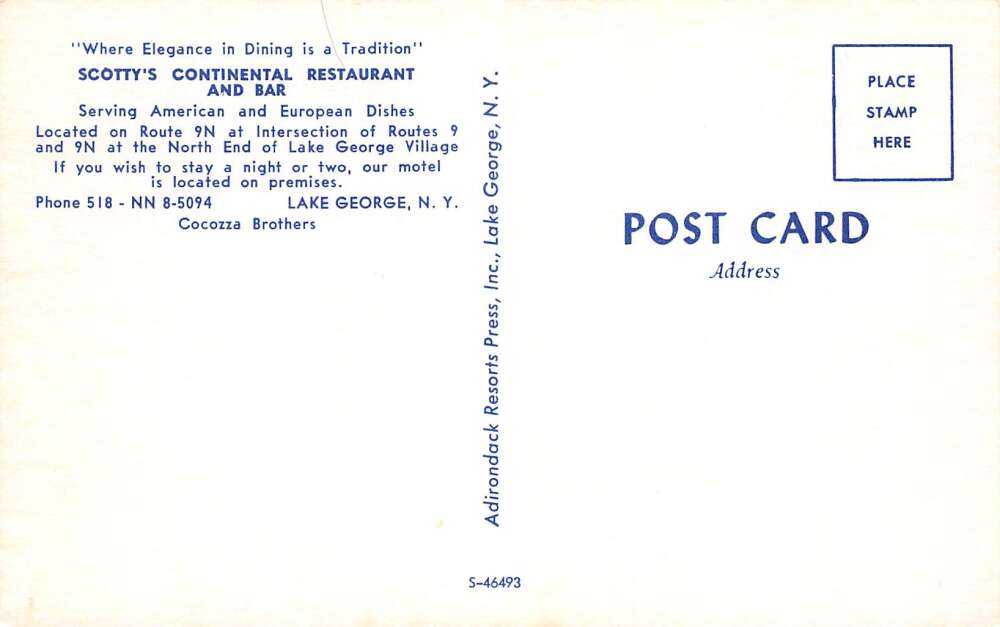 "Where Elegance in Dining is a Tradition"
SCOTTY'S CONTINENTAL RESTAURANT
AND BAR
Serving American and European Dishes
Located on Route 9N at Intersection of Routes 9
and 9N at the North End of Lake George Village
If you wish to stay a night or two, our motel
is located on premises.
Phone 518 - NN 8-5094 LAKE GEORGE, N. Y.
Cocozza Brothers
Adirondack Resorts Press, Inc., Lake George, N. Y.
S-46493
PLACE
STAMP
HERE
POST CARD
Address